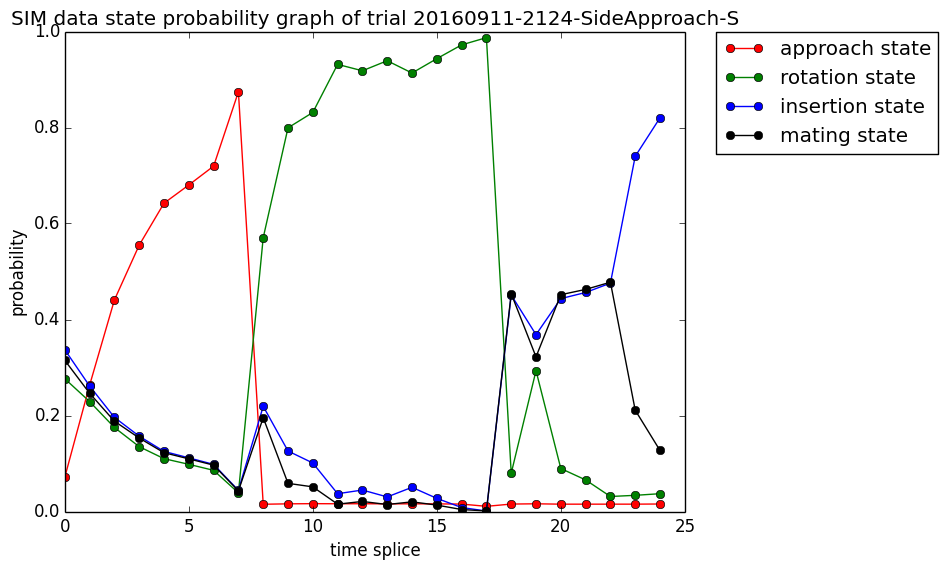 SIM data state probability graph of trial 20160911-2124-SideApproach-S
1.0
0.8
0.6
0.4
0.2
0.0
probability
0
5
10
15
20
25
time splice
approach state
rotation state
insertion state
mating state